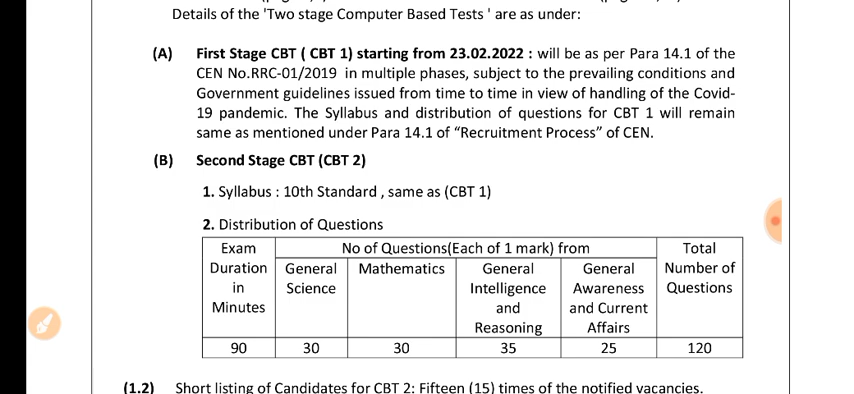 Details of the 'Two stage Computer Based Tests ' are as under:
(A) First Stage CBT ( CBT 1) starting from 23.02.2022 : will be as per Para 14.1 of the
CEN No.RRC-01/2019 in multiple phases, subject to the prevailing conditions and
Government guidelines issued from time to time in view of handling of the Covid-
19 pandemic. The Syllabus and distribution of questions for CBT 1 will remain
same as mentioned under Para 14.1 of “Recruitment Process” of CEN.
(B) Second Stage CBT (CBT 2)
1. Syllabus : 10th Standard , same as (CBT 1)
2. Distribution of Questions
Exam Duration in Minutes
No of Questions(Each of 1 mark) from
Total Number of Questions
General Science
Mathematics
General Intelligence and Reasoning
General Awareness and Current Affairs
90 30 30 35 25 120
(1.2) Short listing of Candidates for CBT 2: Fifteen (15) times of the notified vacancies.